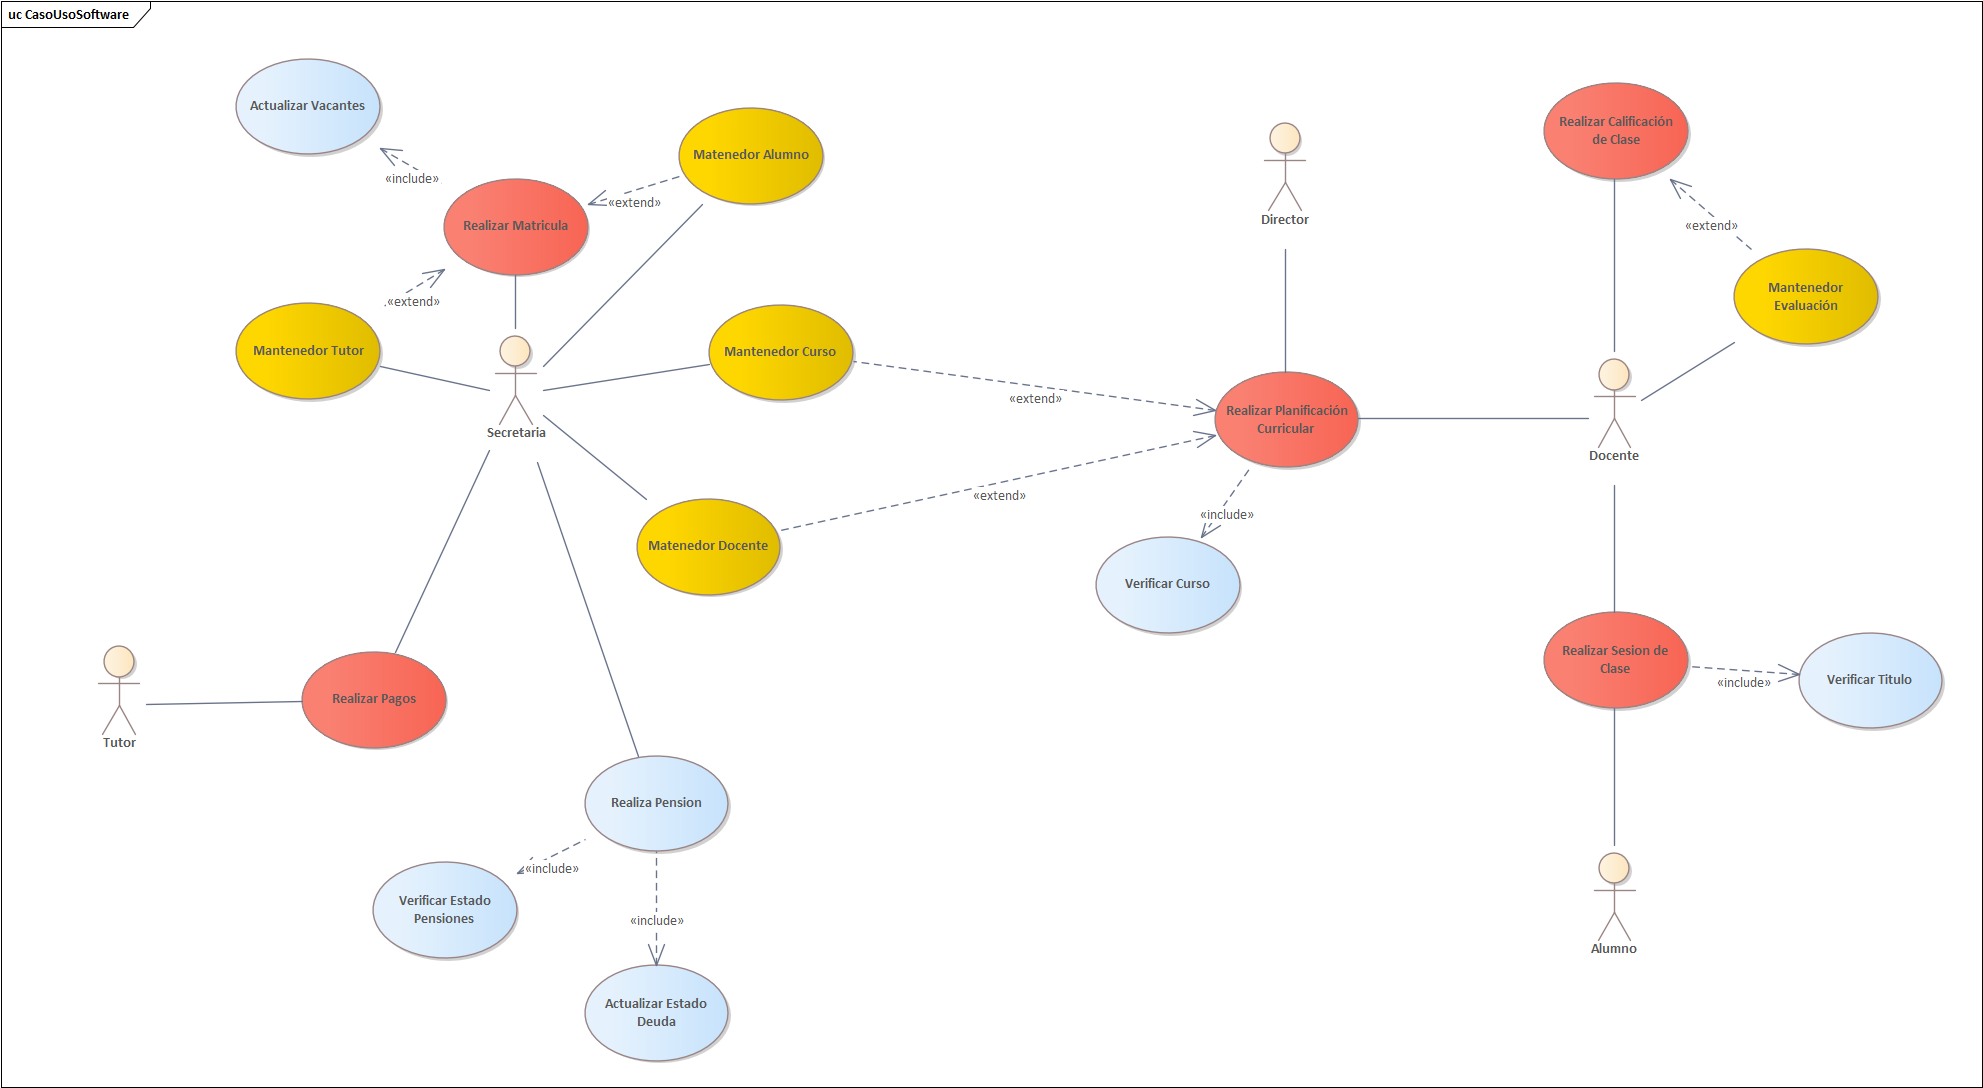 uc CasoUsoSoftware
Actualizar Vacantes
«include»
Realizar Matricula
Matenedor Alumno
«extend»
«extend»
Mantenedor Tutor
Secretaria
Mantenedor Curso
«extend»
Matenedor Docente
«extend»
Director
Realizar Planificación
Curricular
«include»
Verificar Curso
Realizar Calificación
de Clase
«extend»
Mantenedor
Evaluación
Docente
Realizar Sesion de
Clase
«include»
Verificar Titulo
Alumno
Tutor
Realizar Pagos
Realiza Pension
«include»
Verificar Estado
Pensiones
«include»
Actualizar Estado
Deuda